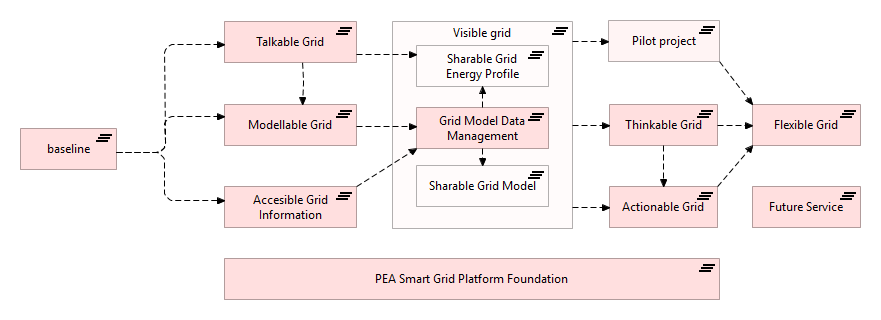 Talkable Grid
Visible grid
Pilot project
Sharable Grid
Energy Profile
baseline
Modellable Grid
Grid Model Data
Management
Thinkable Grid
Flexible Grid
Accesible Grid
Information
Sharable Grid Model
Actionable Grid
Future Service
PEA Smart Grid Platform Foundation